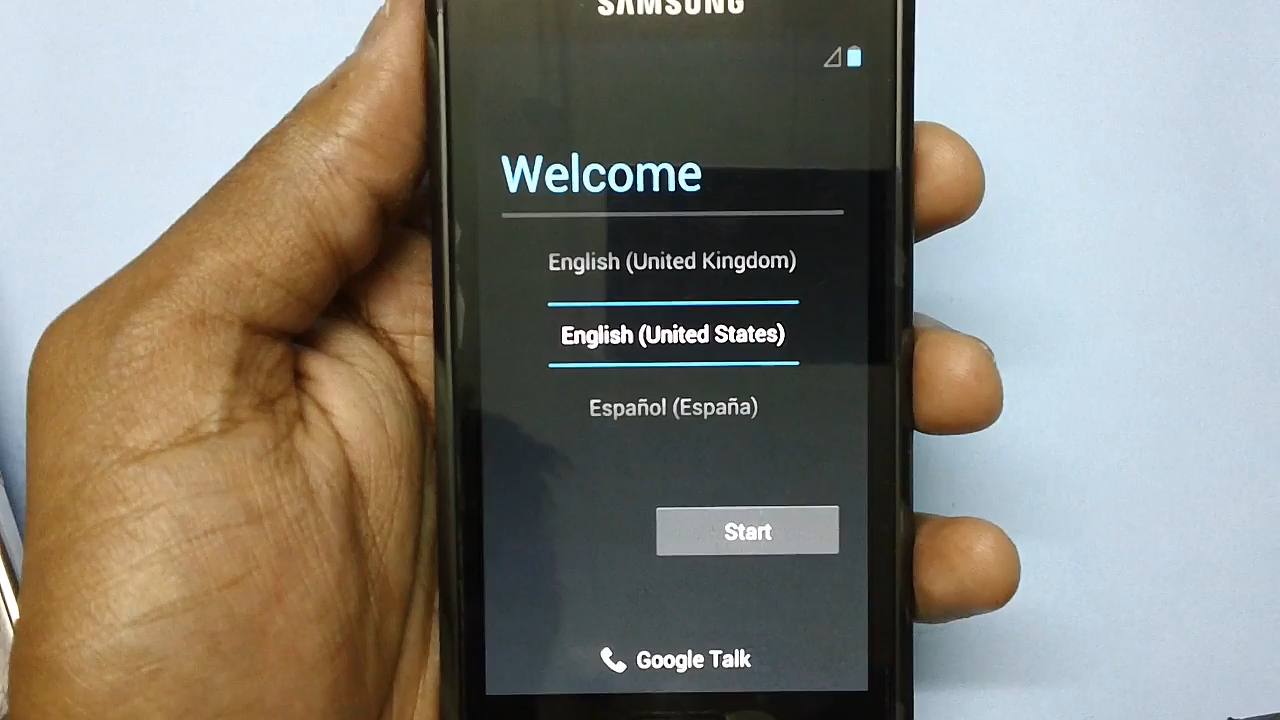 SAMSUNG
Welcome
English (United Kingdom)
English (United States)
Español (España)
Start
Google Talk